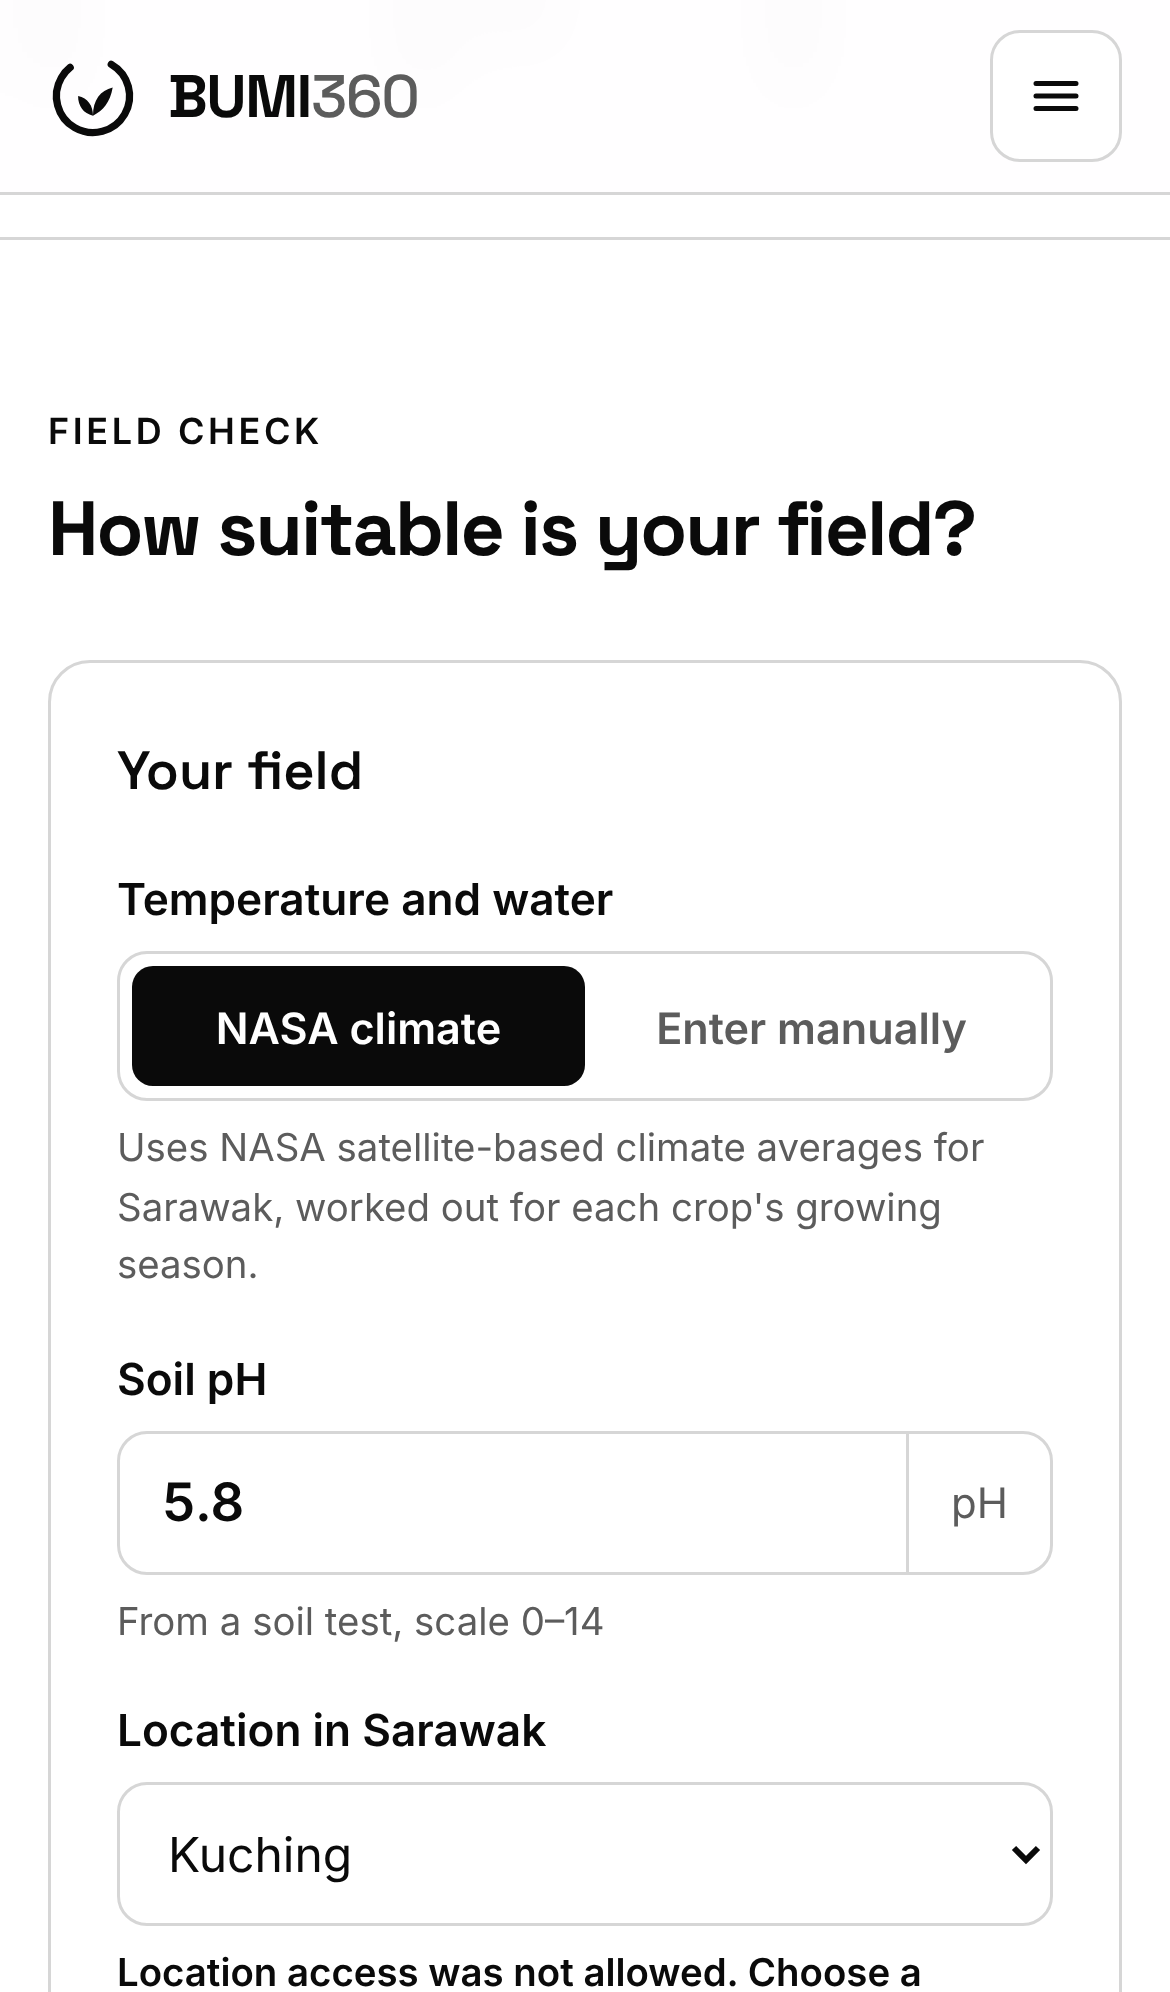 BUMI360
FIELD CHECK
How suitable is your field?
Your field
Temperature and water
NASA climate
Enter manually
Uses NASA satellite-based climate averages for
Sarawak, worked out for each crop's growing
season.
Soil pH
5.8
pH
From a soil test, scale 0–14
Location in Sarawak
Kuching
Location access was not allowed. Choose a